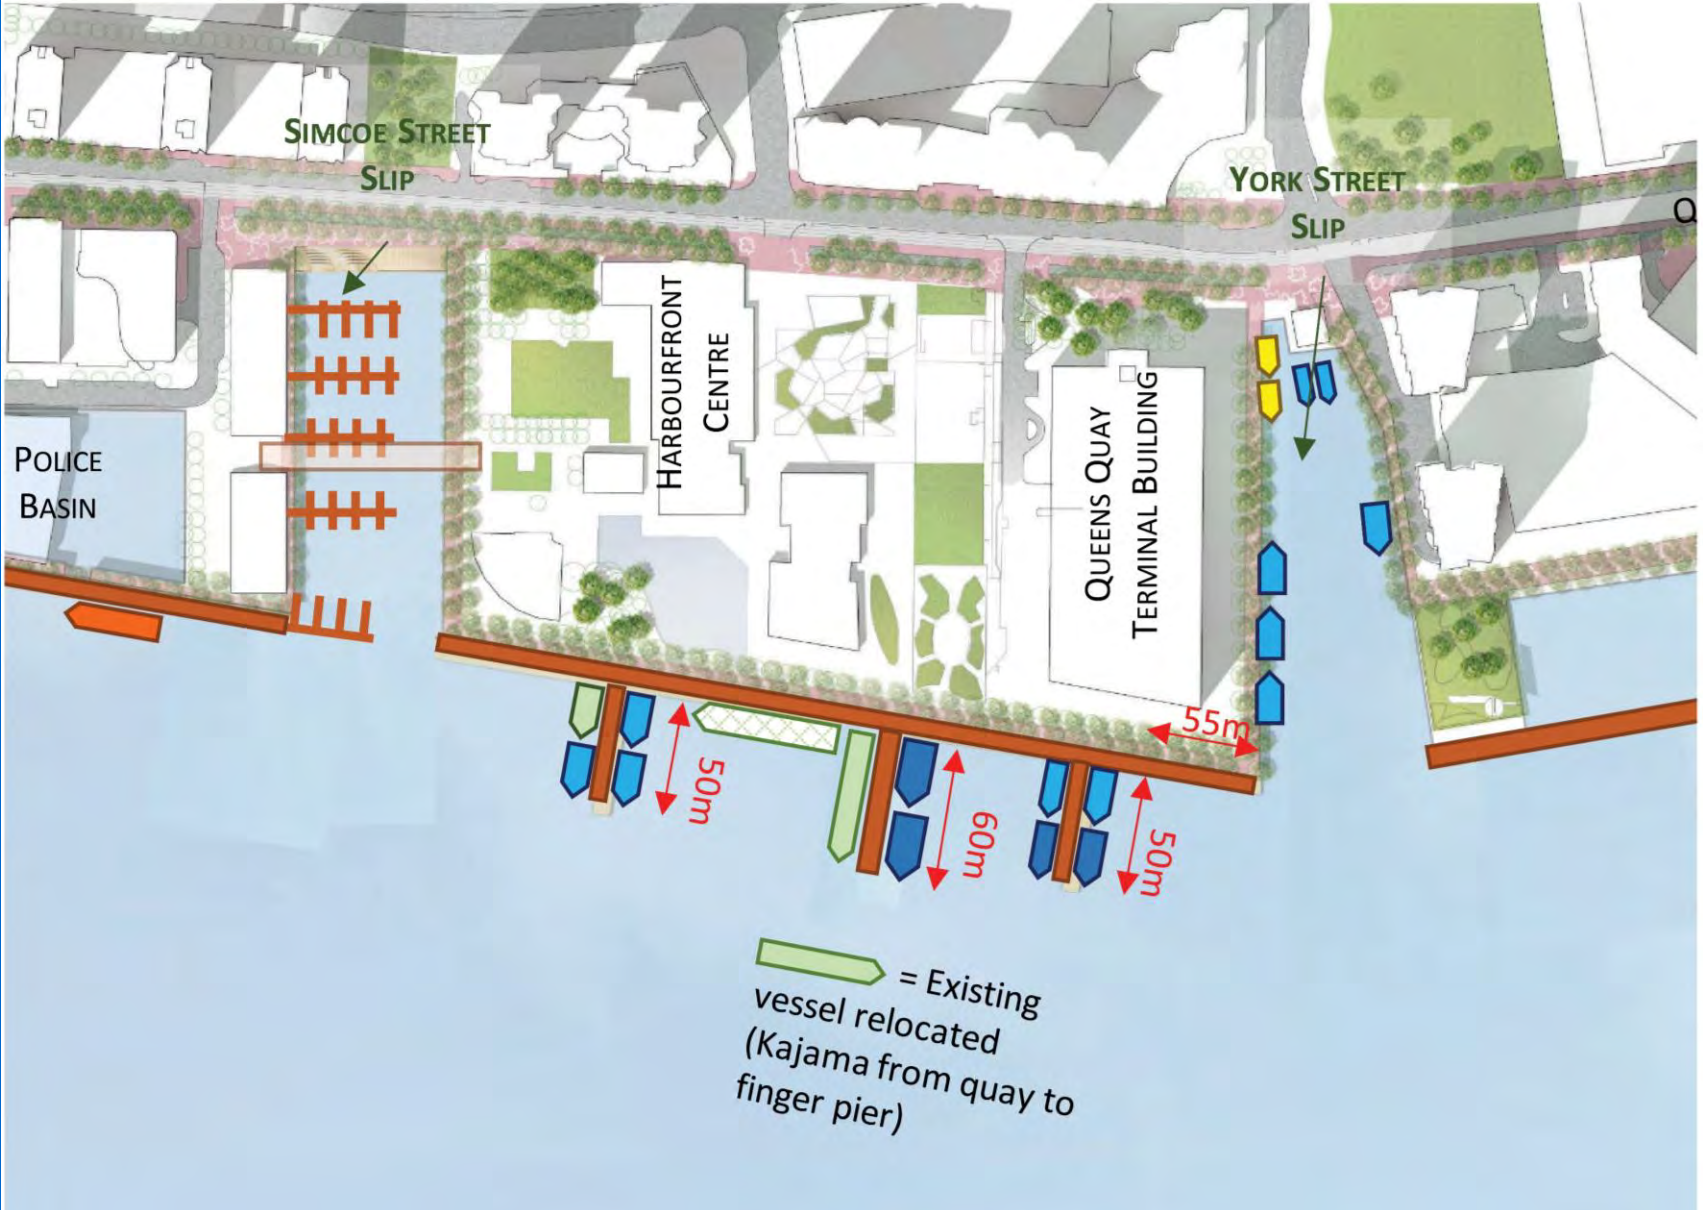 SIMCOE STREET
SLIP
YORK STREET
SLIP
Q
HARBOURFRONT
CENTRE
QUEENS QUAY
TERMINAL BUILDING
POLICE
BASIN
55m
50m
60m
50m
= Existing
vessel relocated
(Kajama from quay to
finger pier)